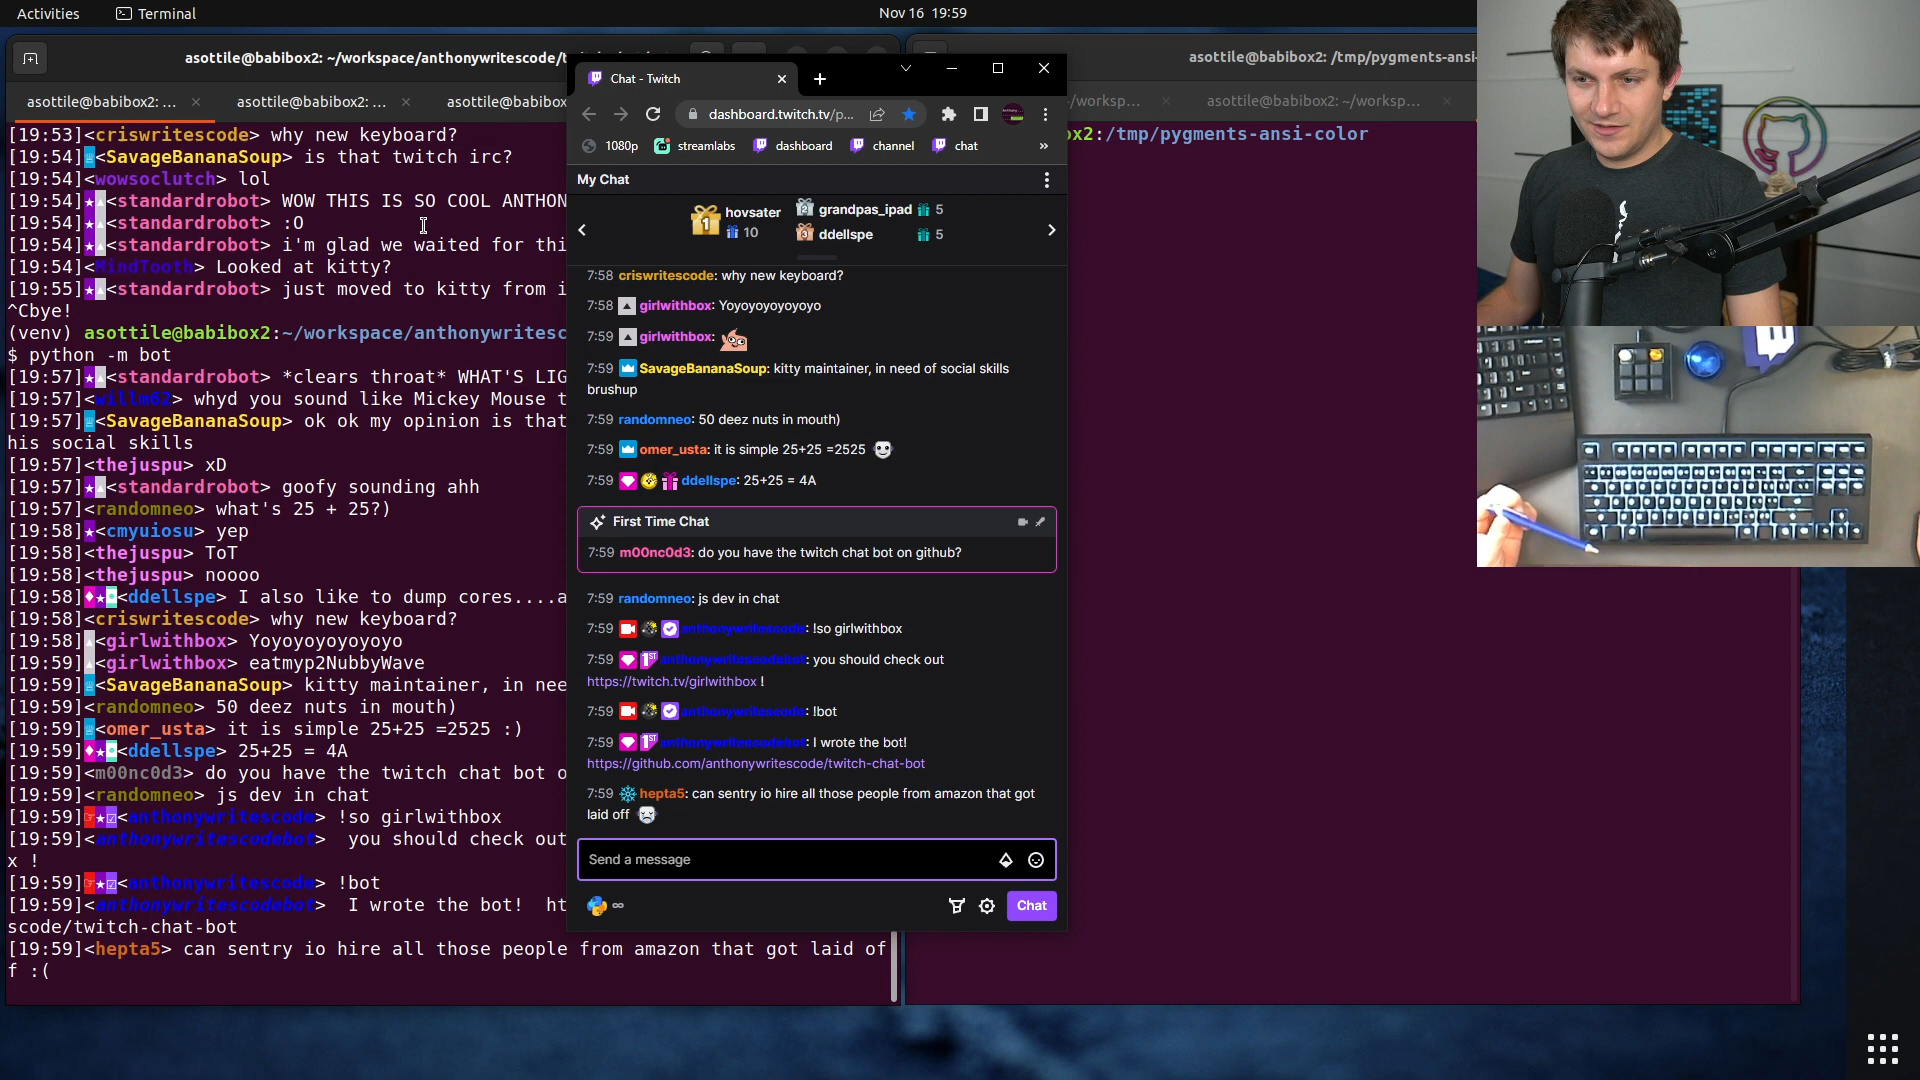 Activities
Terminal
Nov 16 19:59
asottile@babibox2: ~/workspace/anthonywritescode/t
asottile@babibox2: ...
asottile@babibox2: ...
asottile@babibox
[19:53]<criswritescode> why new keyboard?
[19:54]<SavageBananaSoup> is that twitch irc?
[19:54]<wowsoclutch> lol
[19:54]<standardrobot> WOW THIS IS SO COOL ANTHON
[19:54]<standardrobot> :O
[19:54]<standardrobot> i'm glad we waited for thi
[19:54]<MindTooth> Looked at kitty?
[19:55]<standardrobot> just moved to kitty from i
^Cbye!
(venv) asottile@babibox2:~/workspace/anthonywritesc
$ python -m bot
[19:57]<standardrobot> *clears throat* WHAT'S LIG
[19:57]<willm62> whyd you sound like Mickey Mouse t
[19:57]<SavageBananaSoup> ok ok my opinion is that
his social skills
[19:57]<thejuspu> xD
[19:57]<standardrobot> goofy sounding ahh
[19:57]<randomneo> what's 25 + 25?)
[19:58]<cmyuiosu> yep
[19:58]<thejuspu> ToT
[19:58]<thejuspu> noooo
[19:58]<ddellspe> I also like to dump cores....a
[19:58]<criswritescode> why new keyboard?
[19:58]<girlwithbox> Yoyoyoyoyoyoyo
[19:59]<girlwithbox> eatmyp2NubbyWave
[19:59]<SavageBananaSoup> kitty maintainer, in nee
[19:59]<randomneo> 50 deez nuts in mouth)
[19:59]<omer_usta> it is simple 25+25 =2525 :)
[19:59]<ddellspe> 25+25 = 4A
[19:59]<m00nc0d3> do you have the twitch chat bot o
[19:59]<randomneo> js dev in chat
[19:59]<anthonywritescode> !so girlwithbox
[19:59]<anthonywritescodebot> you should check out
x !
[19:59]<anthonywritescode> !bot
[19:59]<anthonywritescodebot> I wrote the bot! ht
scode/twitch-chat-bot
[19:59]<hepta5> can sentry io hire all those people from amazon that got laid of
f :(
Chat - Twitch
dashboard.twitch.tv/p...
1080p
streamlabs
dashboard
channel
chat
»
My Chat
1
hovsater
10
2
grandpas_ipad
5
3
ddellspe
5
7:58 criswritescode: why new keyboard?
7:58 girlwithbox: Yoyoyoyoyoyoyo
7:59 girlwithbox:
7:59 SavageBananaSoup: kitty maintainer, in need of social skills
brushup
7:59 randomneo: 50 deez nuts in mouth)
7:59 omer_usta: it is simple 25+25 =2525
7:59 ddellspe: 25+25 = 4A
First Time Chat
7:59 m00nc0d3: do you have the twitch chat bot on github?
7:59 randomneo: js dev in chat
7:59 anthonywritescode: !so girlwithbox
7:59 1ST anthonywritescodebot: you should check out
https://twitch.tv/girlwithbox !
7:59 anthonywritescode: !bot
7:59 1ST anthonywritescodebot: I wrote the bot!
https://github.com/anthonywritescode/twitch-chat-bot
7:59 hepta5: can sentry io hire all those people from amazon that got
laid off
Send a message
∞
Chat
asottile@babibox2: /tmp/pygments-ansi-
~/worksp...
asottile@babibox2: ~/worksp...
ox2:/tmp/pygments-ansi-color